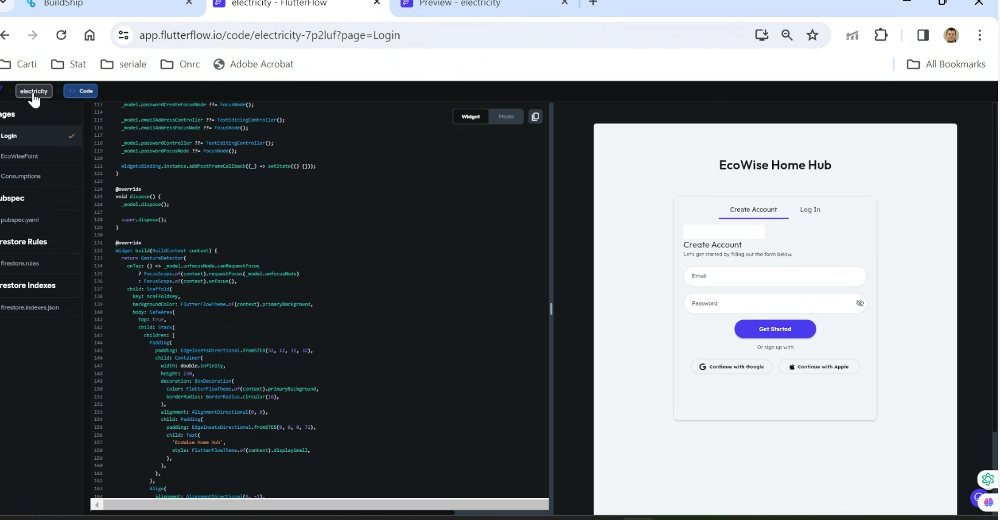 BuildShip
electricity - FlutterFlow
Preview - electricity
app.flutterflow.io/code/electricity-7p2luf?page=Login
Carti
Stat
seriale
Onrc
Adobe Acrobat
All Bookmarks
electricity
<> Code
ages
Login
EcoWisePoint
Consumptions
ubspec
pubspec.yaml
restore Rules
firestore.rules
restore Indexes
firestore.indexes.json
Widget
Model
113 _model.passwordCreateFocusNode ??= FocusNode();
114
115 _model.emailAddressController ??= TextEditingController();
116 _model.emailAddressFocusNode ??= FocusNode();
117
118 _model.passwordController ??= TextEditingController();
119 _model.passwordFocusNode ??= FocusNode();
120
121 WidgetsBinding.instance.addPostFrameCallback((_) => setState(() {}));
122 }
123
124 @override
125 void dispose() {
126 _model.dispose();
127
128 super.dispose();
129 }
130
131 @override
132 Widget build(BuildContext context) {
133 return GestureDetector(
134 onTap: () => _model.unfocusNode.canRequestFocus
135 ? FocusScope.of(context).requestFocus(_model.unfocusNode)
136 : FocusScope.of(context).unfocus(),
137 child: Scaffold(
138 key: scaffoldKey,
139 backgroundColor: FlutterFlowTheme.of(context).primaryBackground,
140 body: SafeArea(
141 top: true,
142 child: Stack(
143 children: [
144 Padding(
145 padding: EdgeInsetsDirectional.fromSTEB(32, 12, 32, 32),
146 child: Container(
147 width: double.infinity,
148 height: 230,
149 decoration: BoxDecoration(
150 color: FlutterFlowTheme.of(context).primaryBackground,
151 borderRadius: BorderRadius.circular(16),
152 ),
153 alignment: AlignmentDirectional(0, 0),
154 child: Padding(
155 padding: EdgeInsetsDirectional.fromSTEB(0, 0, 0, 72),
156 child: Text(
157 'EcoWise Home Hub',
158 style: FlutterFlowTheme.of(context).displaySmall,
159 ),
160 ),
161 ),
162 ),
163 Align(
164 alignment: AlignmentDirectional(0, -1),
EcoWise Home Hub
Create Account
Log In
Create Account
Let's get started by filling out the form below.
Email
Password
Get Started
Or sign up with
Continue with Google
Continue with Apple